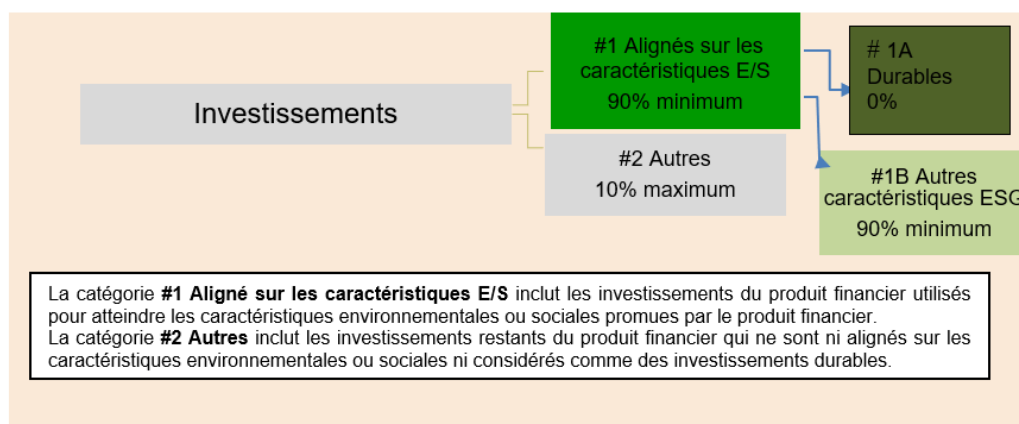 Investissements
#1 Alignés sur les
caractéristiques E/S
90% minimum
#2 Autres
10% maximum
# 1A
Durables
0%
#1B Autres
caractéristiques ESG
90% minimum
La catégorie #1 Aligné sur les caractéristiques E/S inclut les investissements du produit financier utilisés
pour atteindre les caractéristiques environnementales ou sociales promues par le produit financier.
La catégorie #2 Autres inclut les investissements restants du produit financier qui ne sont ni alignés sur les
caractéristiques environnementales ou sociales ni considérés comme des investissements durables.